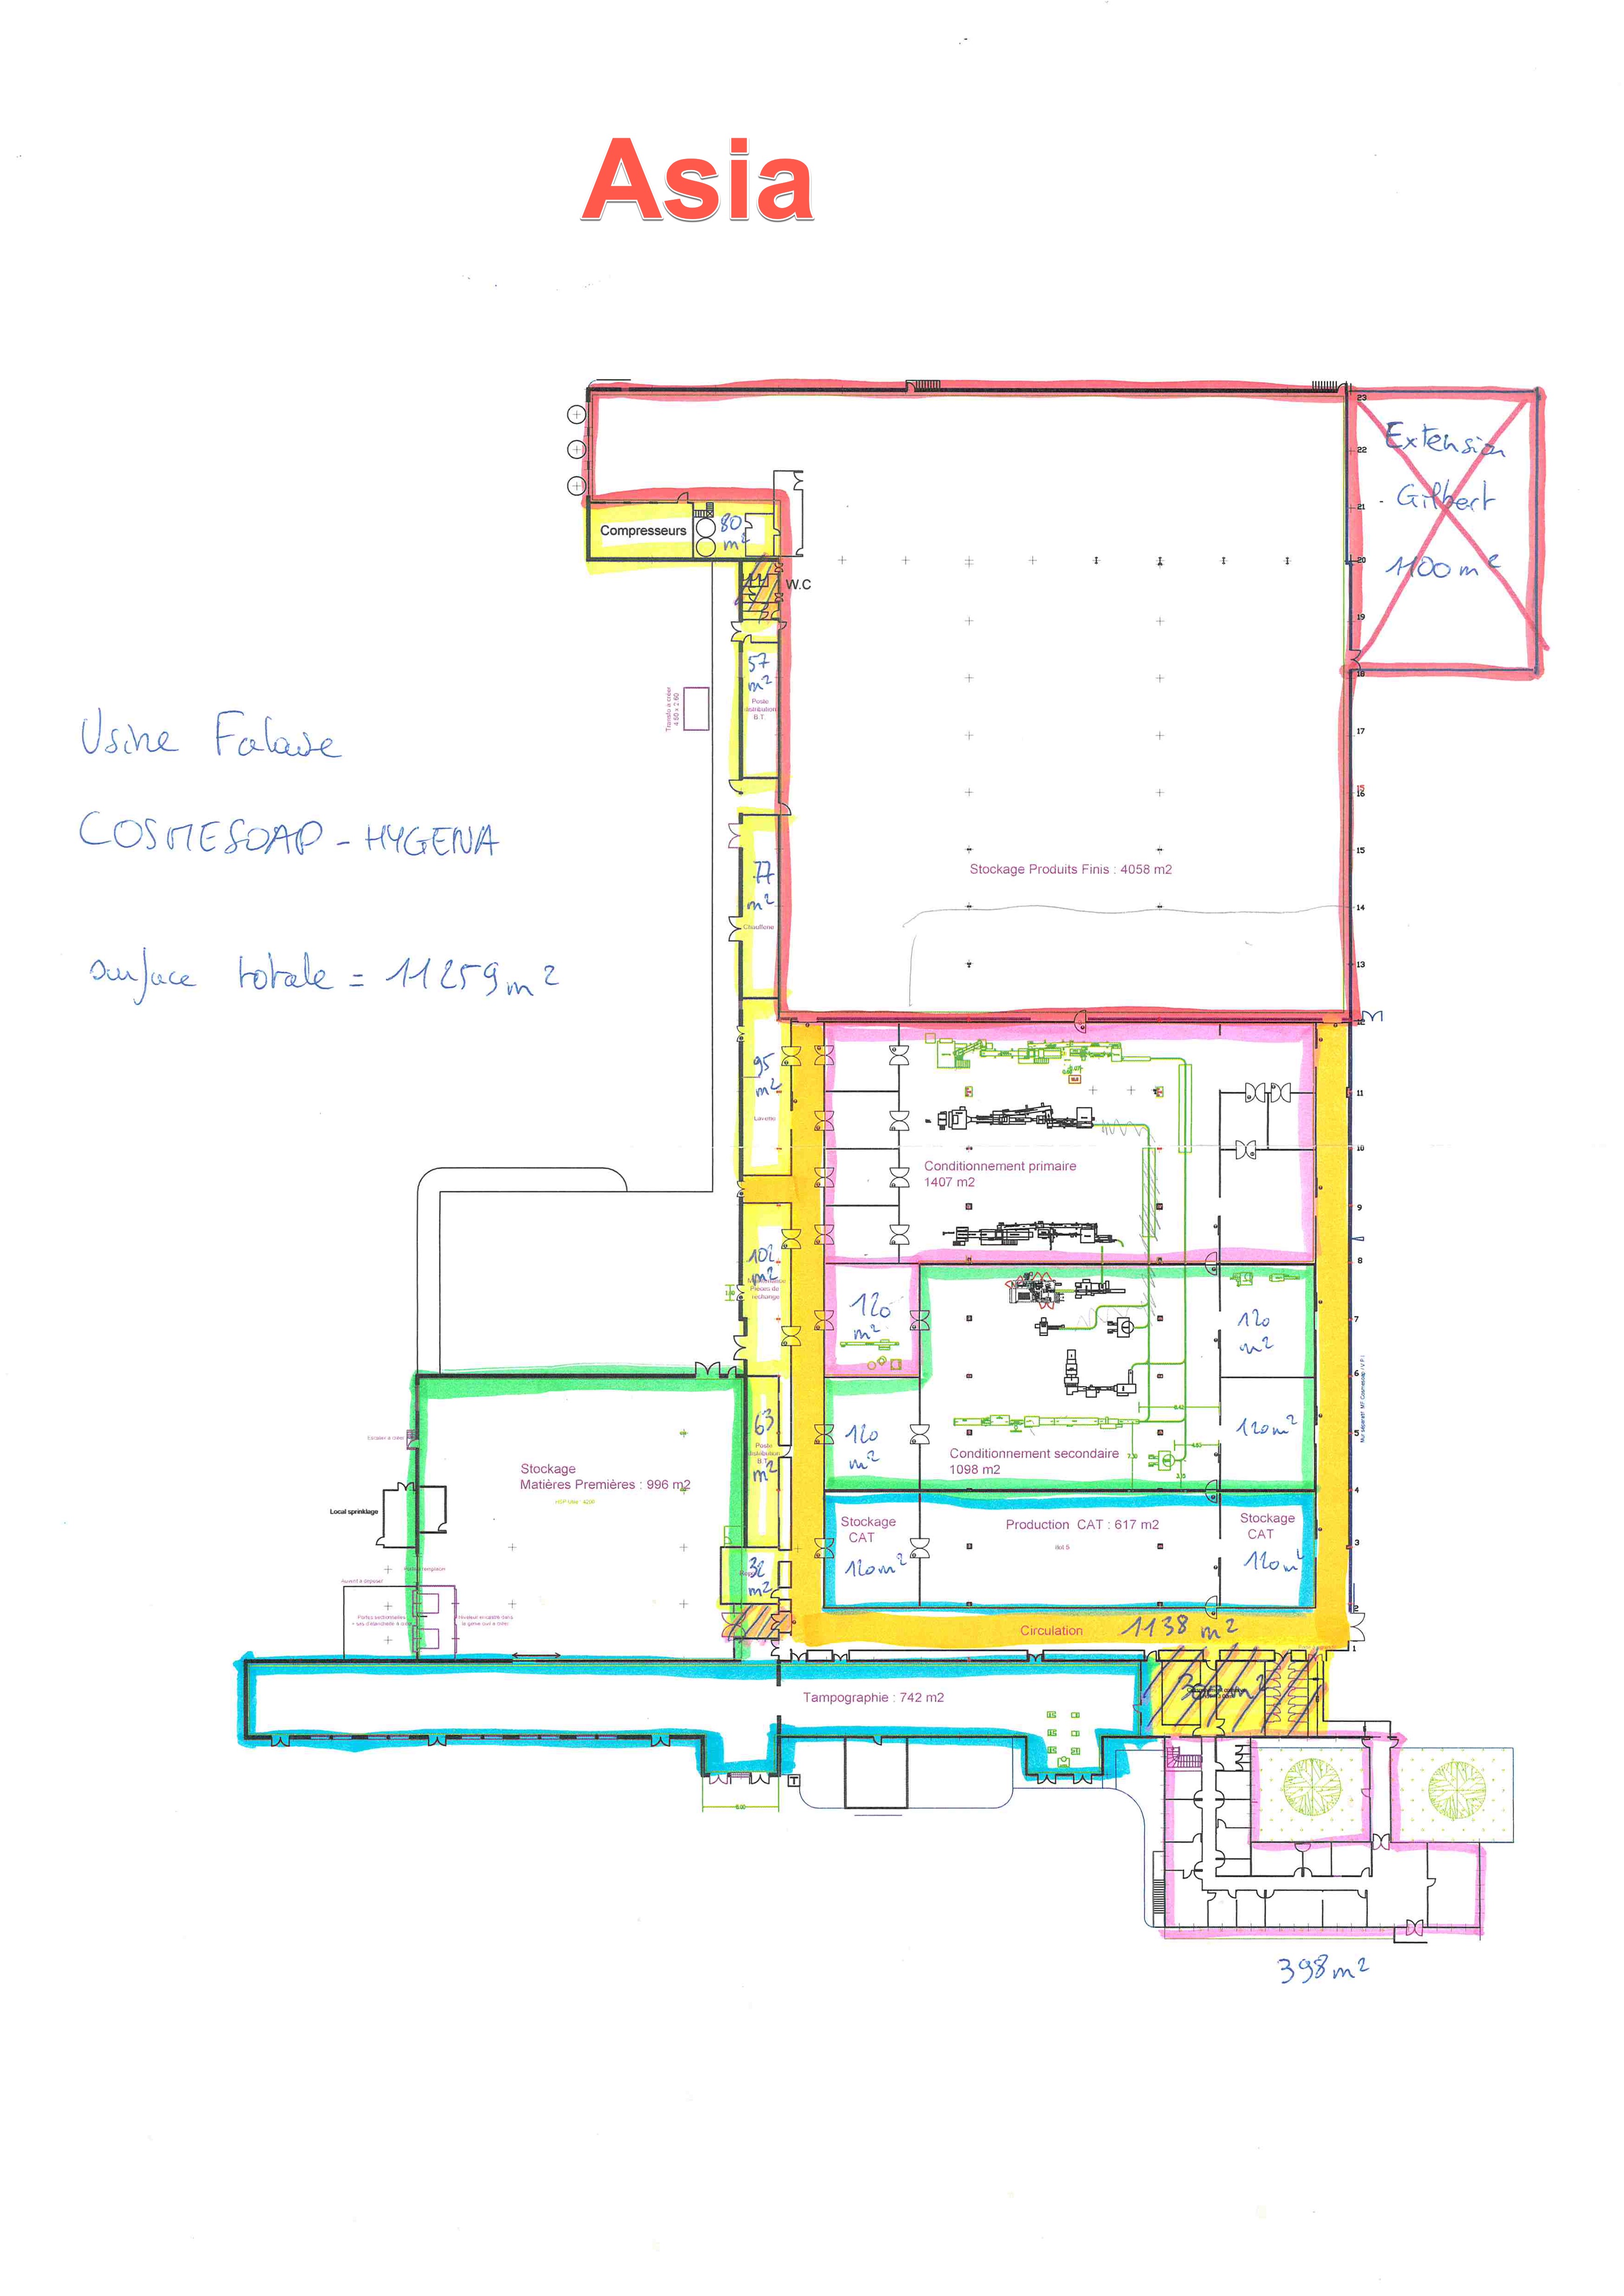 Asia
Extension
Gilbert
1100 m²
23
22
21
20
19
18
17
16
15
14
13
12
11
10
9
8
7
6
5
4
3
2
1
Compresseurs
80
m²
W.C
57
m²
Poste
distribution
B.T.
Transfo à créer
4.60 x 2.60
Usine Falaise
COSMESOAP - HYGENA
surface totale = 11259 m²
77
m²
Chaufferie
Stockage Produits Finis : 4058 m2
95
m²
Laverie
Conditionnement primaire
1407 m2
102
m²
Pièces de
rechange
120
m²
120
m²
120
m²
120 m²
63
Poste
distribution
B.T.
m²
Conditionnement secondaire
1098 m2
Stockage
Matières Premières : 996 m2
Local sprinklage
Stockage
CAT
120 m²
Production CAT : 617 m2
Stockage
CAT
120 m²
32
m²
Circulation 1138 m²
Tampographie : 742 m2
6.00
398 m²